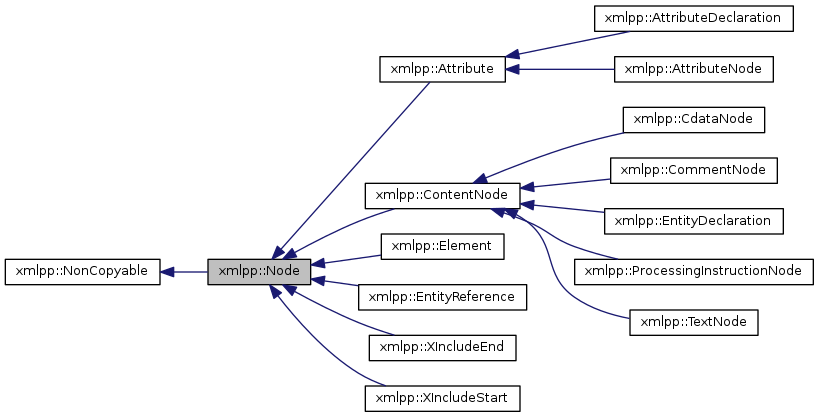 xmlpp::AttributeDeclaration
xmlpp::Attribute
xmlpp::AttributeNode
xmlpp::CdataNode
xmlpp::CommentNode
xmlpp::ContentNode
xmlpp::EntityDeclaration
xmlpp::Element
xmlpp::NonCopyable
xmlpp::Node
xmlpp::ProcessingInstructionNode
xmlpp::EntityReference
xmlpp::TextNode
xmlpp::XIncludeEnd
xmlpp::XIncludeStart